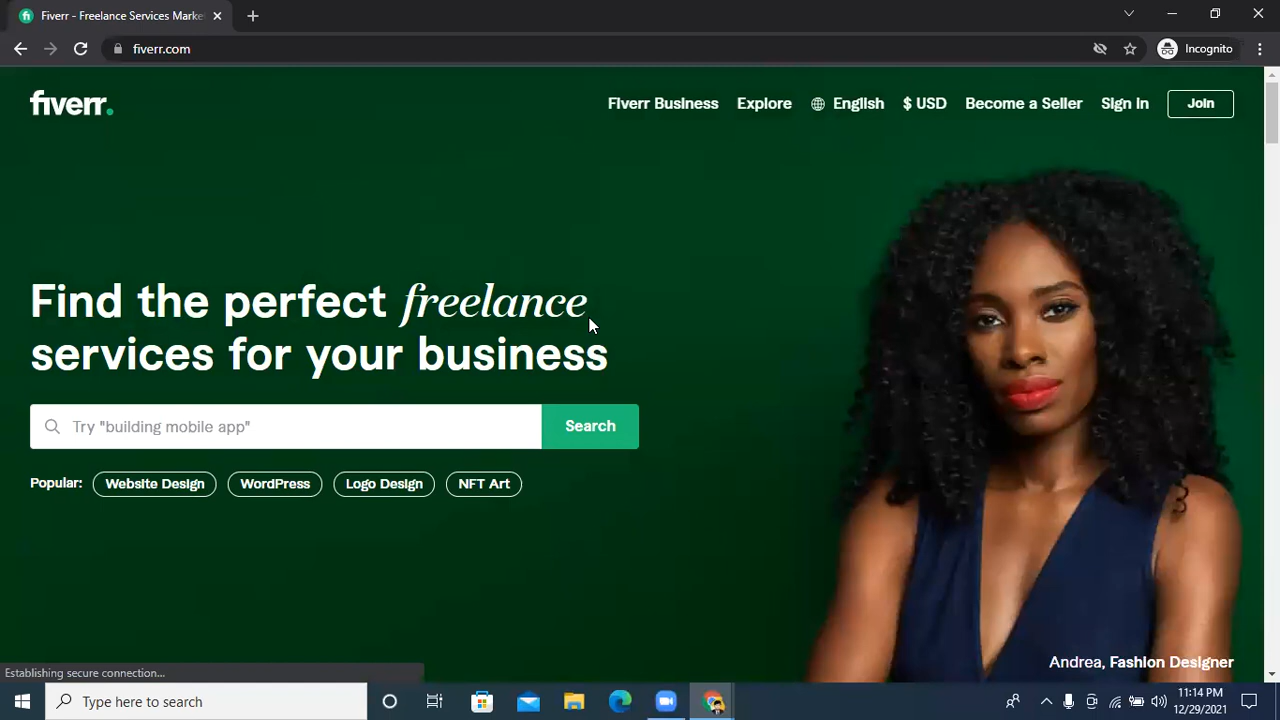 Fiverr - Freelance Services Marke
fiverr.com
Incognito
fiverr.
Fiverr Business
Explore
English
$ USD
Become a Seller
Sign In
Join
Find the perfect freelance
services for your business
Try "building mobile app"
Search
Popular:
Website Design
WordPress
Logo Design
NFT Art
Andrea, Fashion Designer
Establishing secure connection...
Type here to search
11:14 PM
12/29/2021